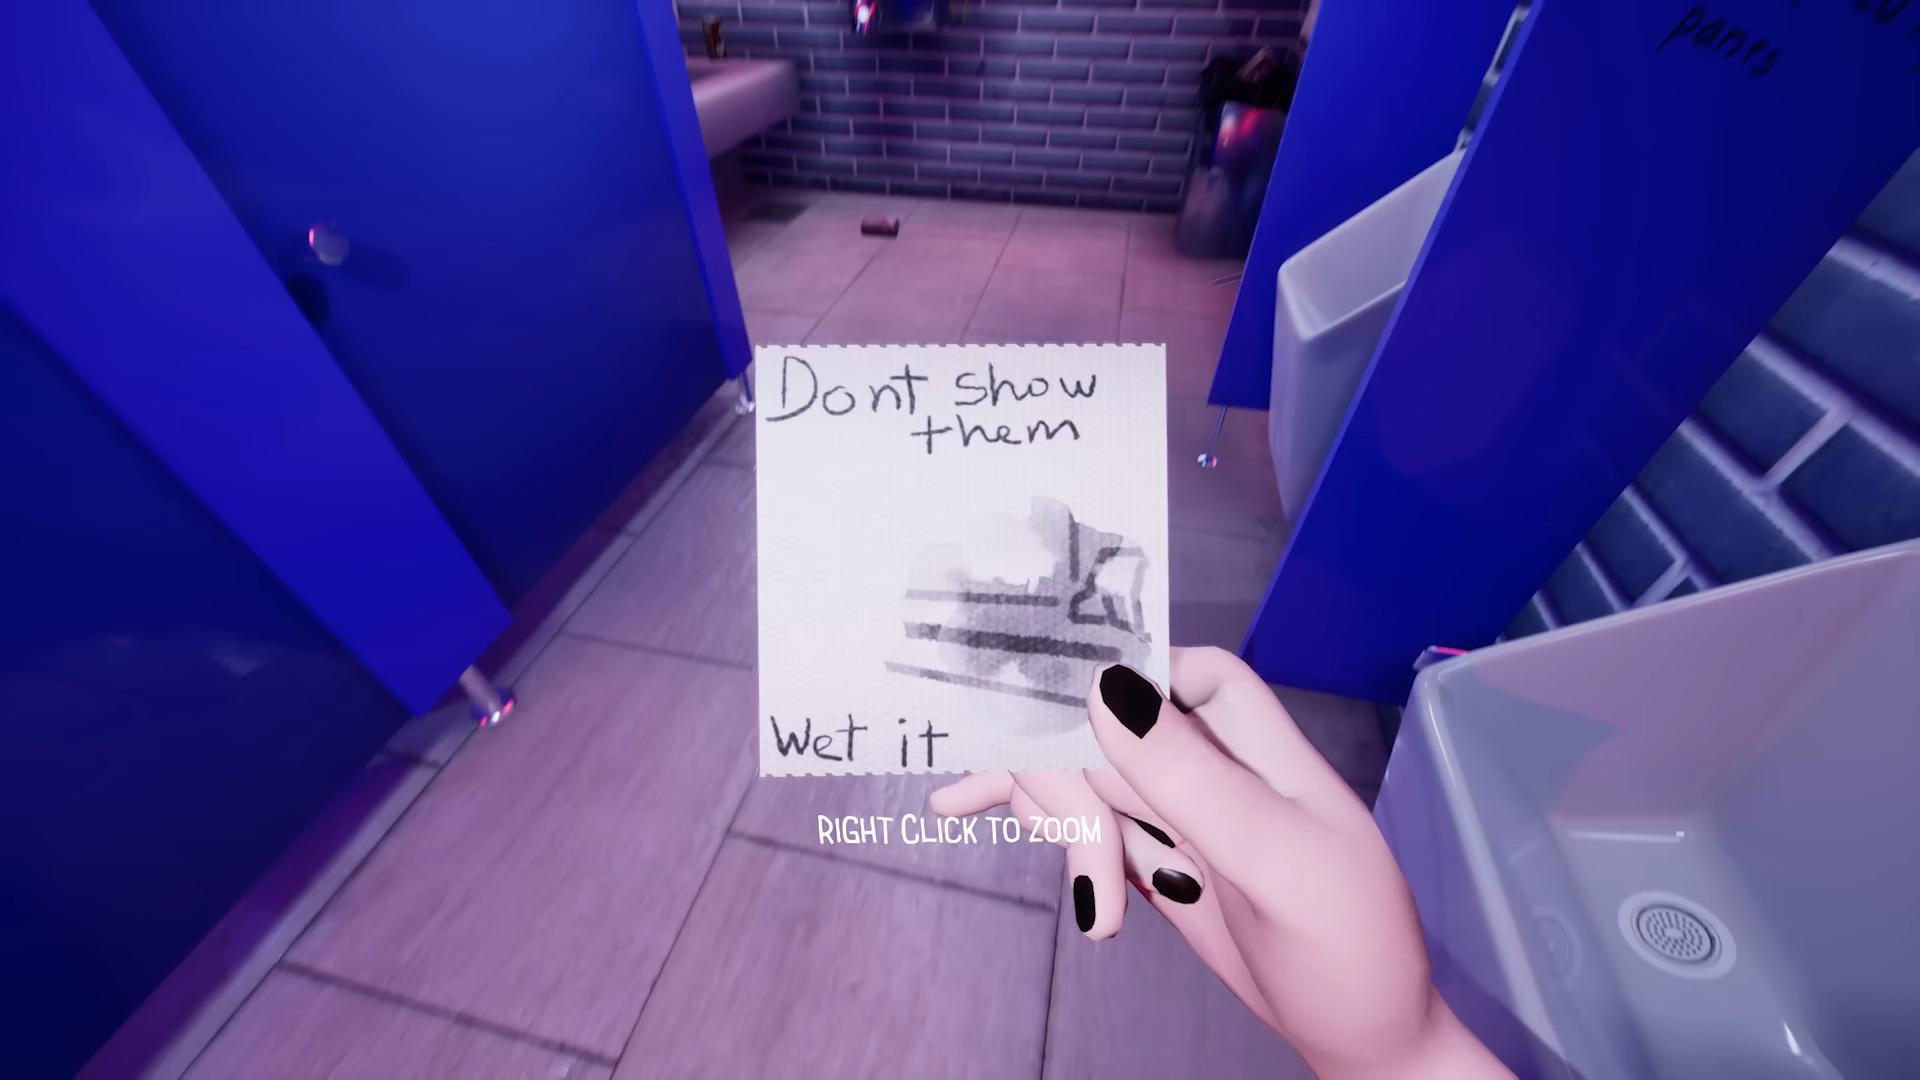 pants
Dont show
them
Wet it
RIGHT CLICK TO ZOOM